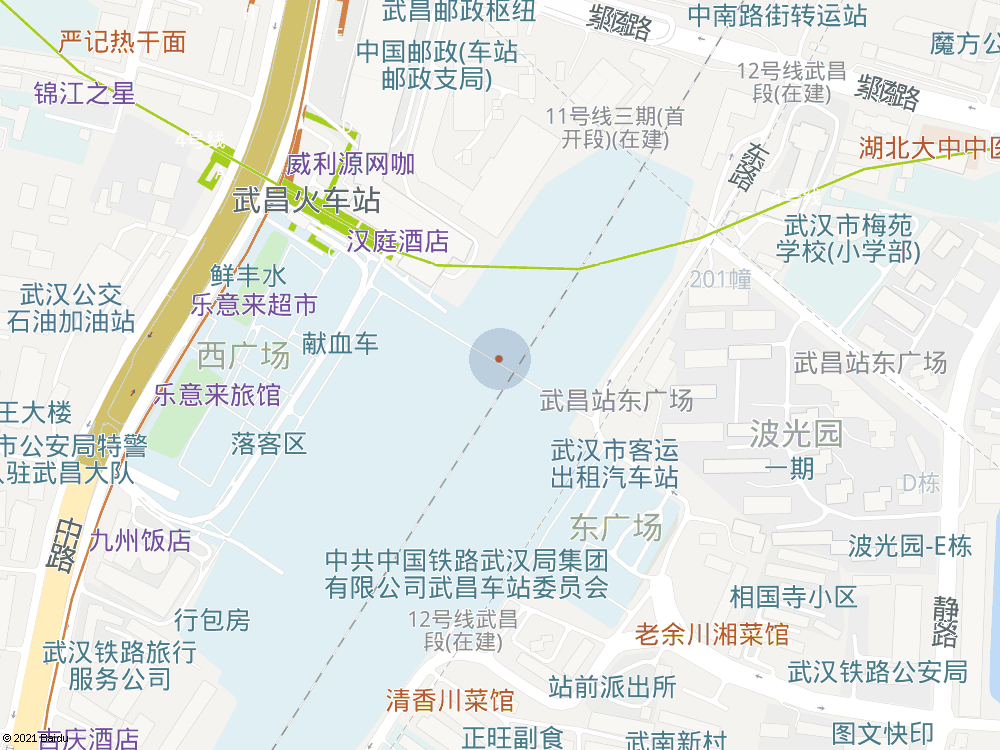 武昌邮政枢纽
中南路街转运站
严记热干面
中国邮政(车站
邮政支局)
魔方公
12号线武昌
段(在建)
锦江之星
11号线三期(首
开段)(在建)
4号线
威利源网咖
东路
湖北大中中医
武昌火车站
4号线
汉庭酒店
武汉市梅苑
学校(小学部)
鲜丰水
201幢
武汉公交
石油加油站
乐意来超市
献血车
西广场
武昌站东广场
乐意来旅馆
武昌站东广场
王大楼
波光园
一期
市公安局特警
入驻武昌大队
落客区
武汉市客运
出租汽车站
D栋
东广场
中路
九州饭店
波光园-E栋
中共中国铁路武汉局集团
有限公司武昌车站委员会
相国寺小区
静路
行包房
12号线武昌
段(在建)
老余川湘菜馆
武汉铁路旅行
服务公司
武汉铁路公安局
站前派出所
清香川菜馆
© 2021 Baidu
吉庆酒店
正旺副食
武南新村
图文快印